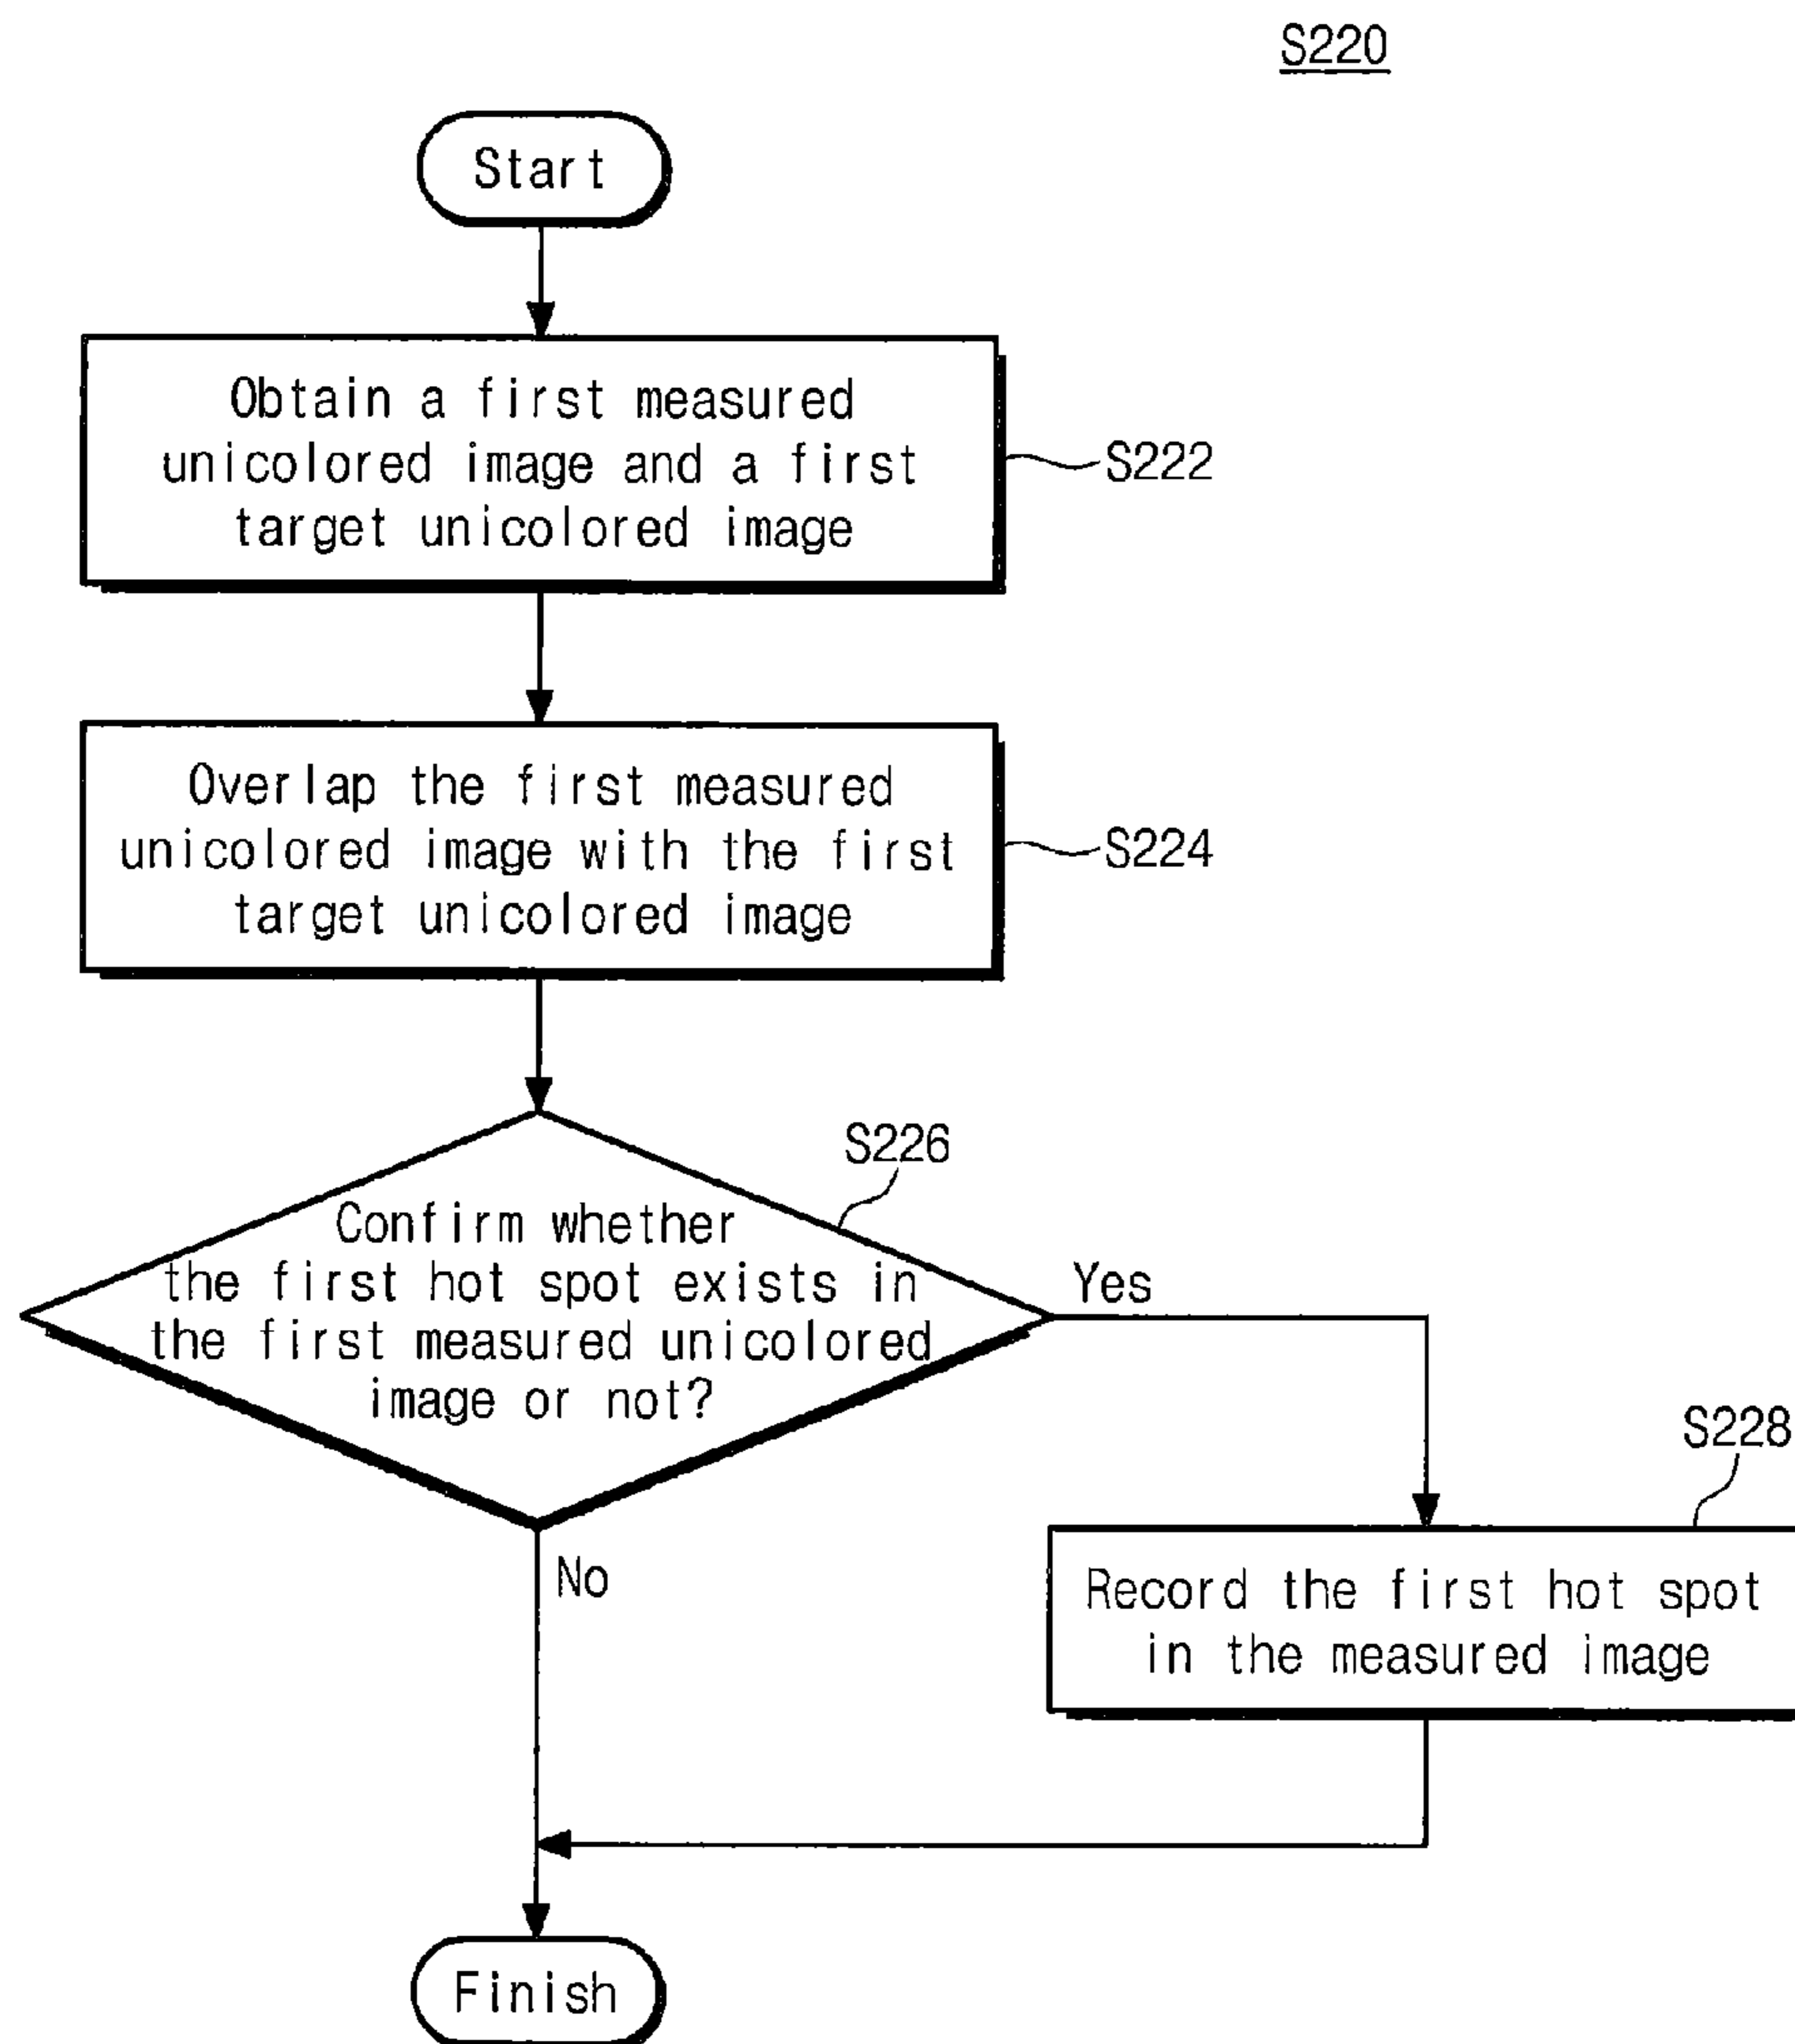 S220
Start
Obtain a first measured
unicolored image and a first
target unicolored image
S222
Overlap the first measured
unicolored image with the first
target unicolored image
S224
S226
Confirm whether
the first hot spot exists in
the first measured unicolored
image or not?
Yes
S228
No
Record the first hot spot
in the measured image
Finish